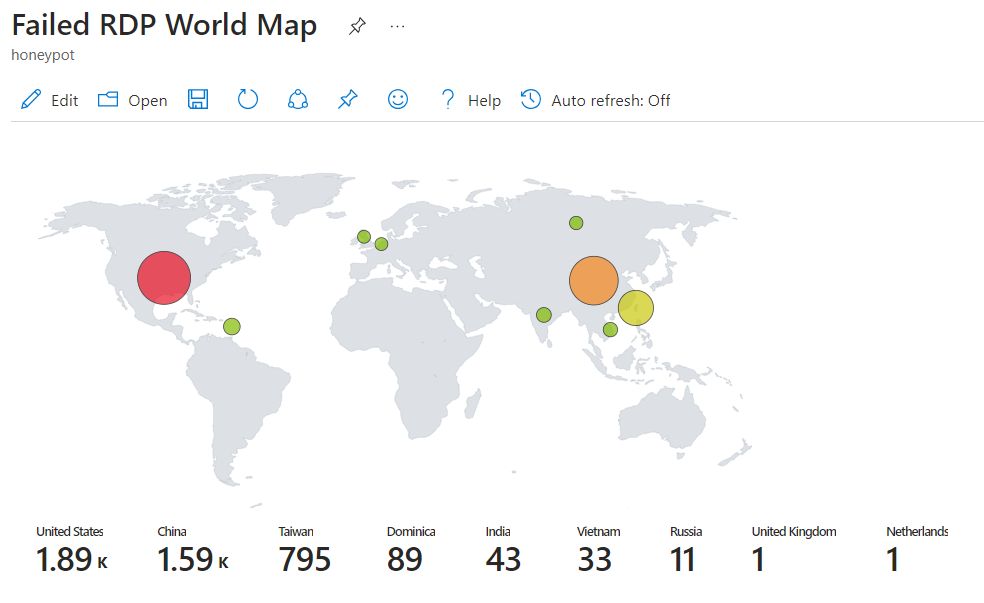 Failed RDP World Map
honeypot
Edit Open Help Auto refresh: Off
United States China Taiwan Dominica India Vietnam Russia United Kingdom Netherlands
1.89 K 1.59 K 795 89 43 33 11 1 1